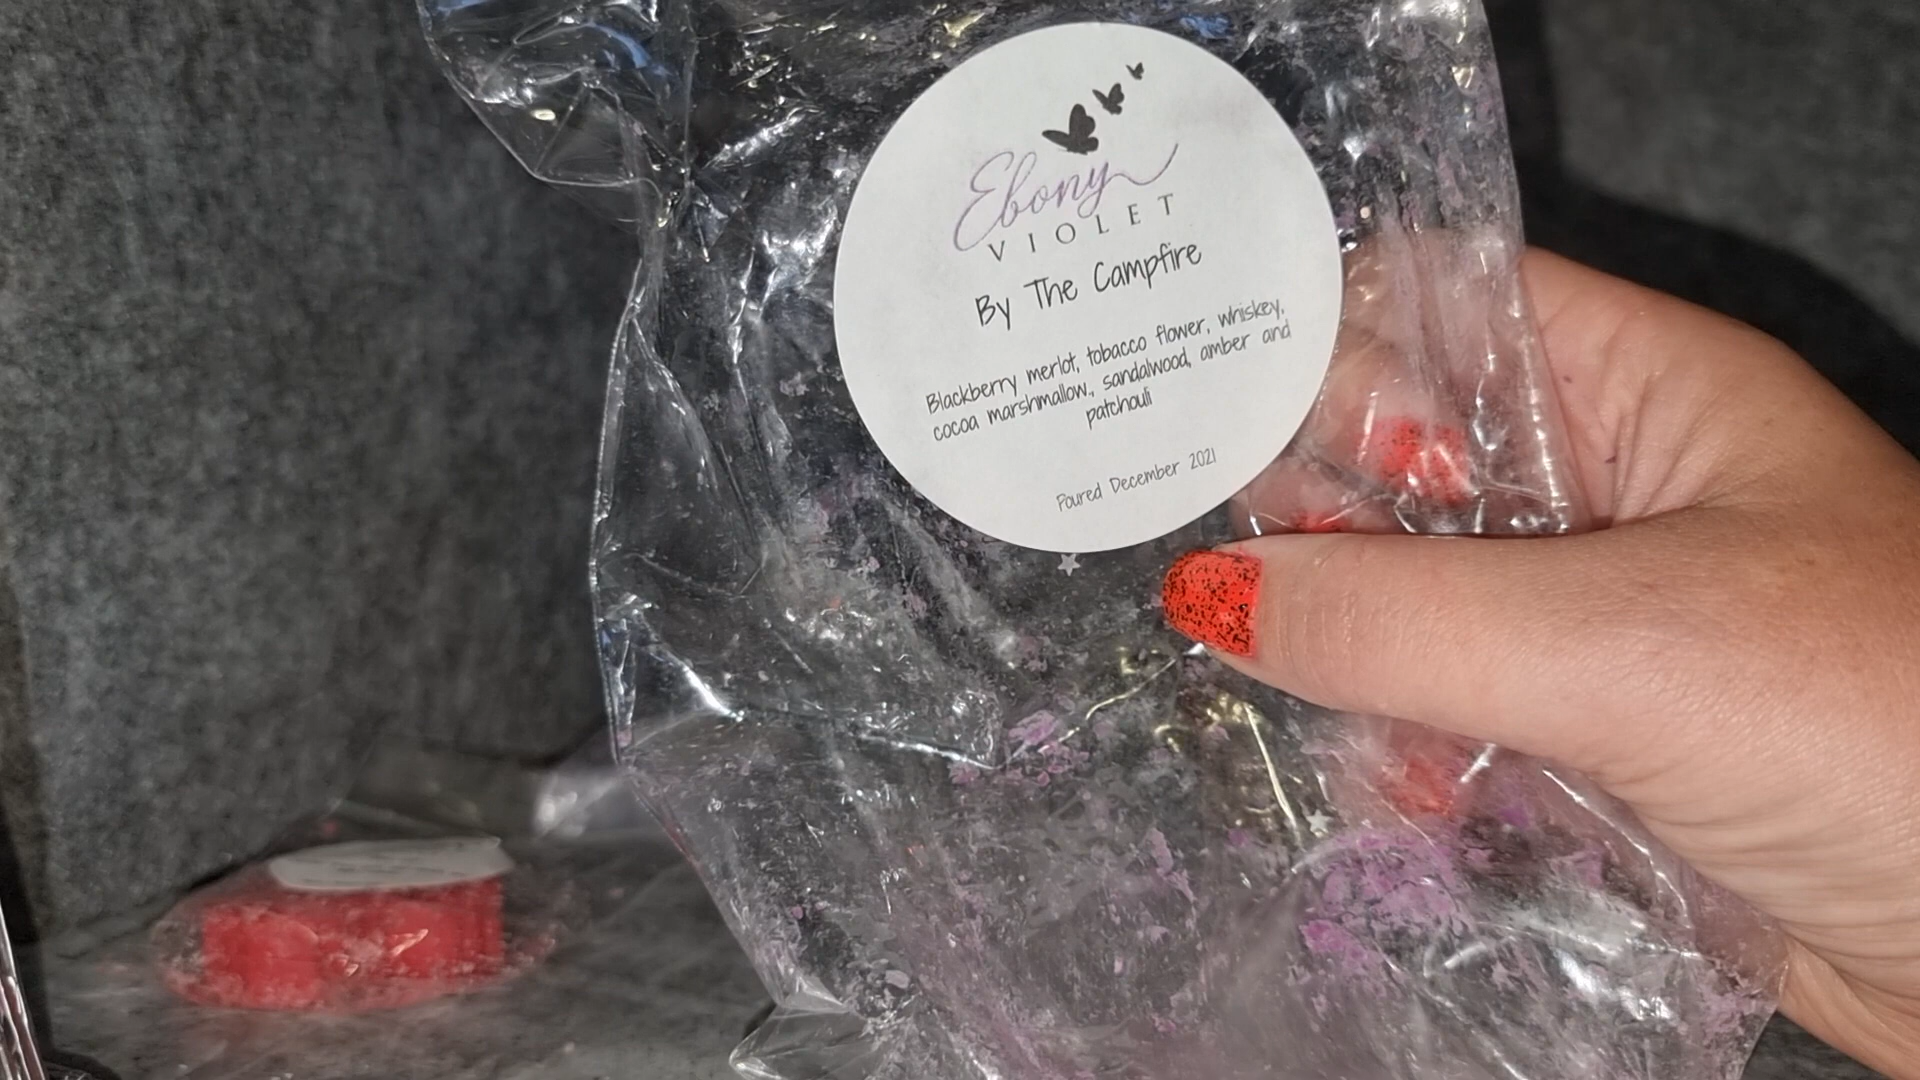 Ebony
VIOLET
By The Campfire
Blackberry merlot, tobacco flower, whiskey,
cocoa marshmallow,, sandalwood, amber and
patchouli
Poured December 2021